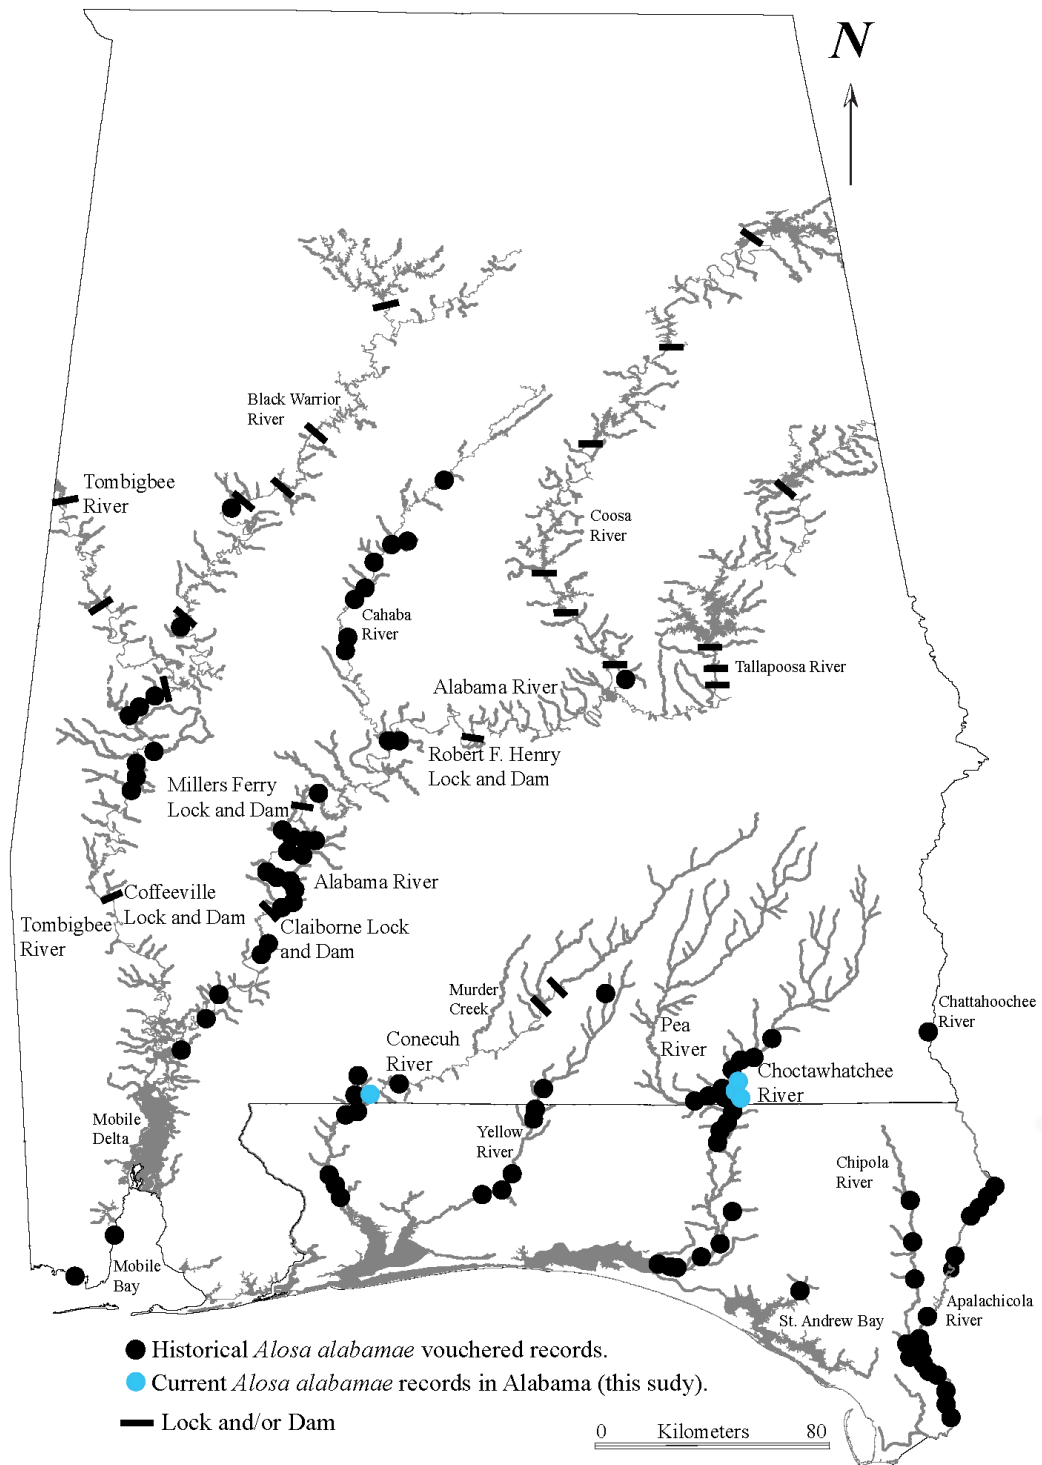 N
Black Warrior
River
Tombigbee
River
Coosa
River
Cahaba
River
Tallapoosa River
Alabama River
Robert F. Henry
Lock and Dam
Millers Ferry
Lock and Dam
Alabama River
Coffeeville
Lock and Dam
Tombigbee
River
Claiborne Lock
and Dam
Murder
Creek
Chattahoochee
River
Pea
River
Conecuh
River
Choctawhatchee
River
Mobile
Delta
Yellow
River
Chipola
River
Mobile
Bay
Apalachicola
River
St. Andrew Bay
Historical Alosa alabamae vouchered records.
Current Alosa alabamae records in Alabama (this sudy).
Lock and/or Dam
0 Kilometers 80